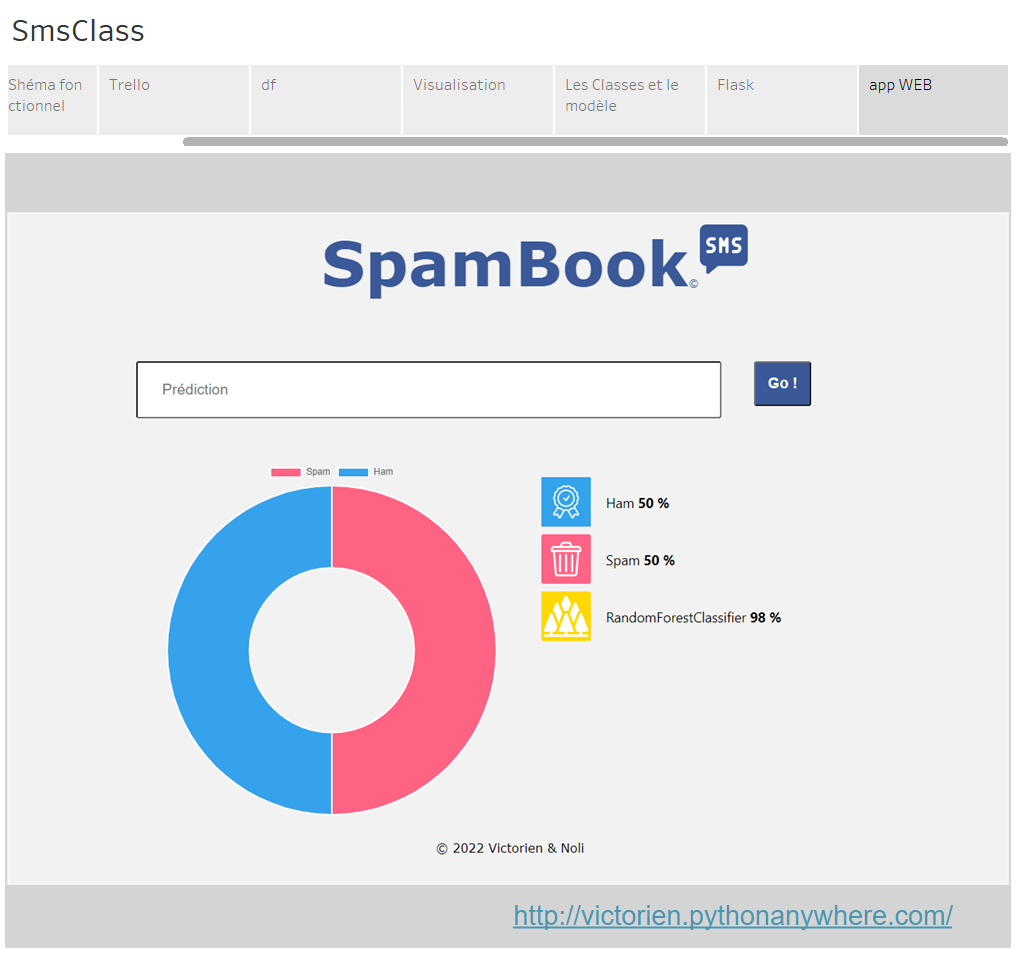 SmsClass
Shéma fon
ctionnel
Trello
df
Visualisation
Les Classes et le
modèle
Flask
app WEB
SpamBook©
SMS
Prédiction
Go !
Spam
Ham
Ham 50 %
Spam 50 %
RandomForestClassifier 98 %
© 2022 Victorien & Noli
http://victorien.pythonanywhere.com/